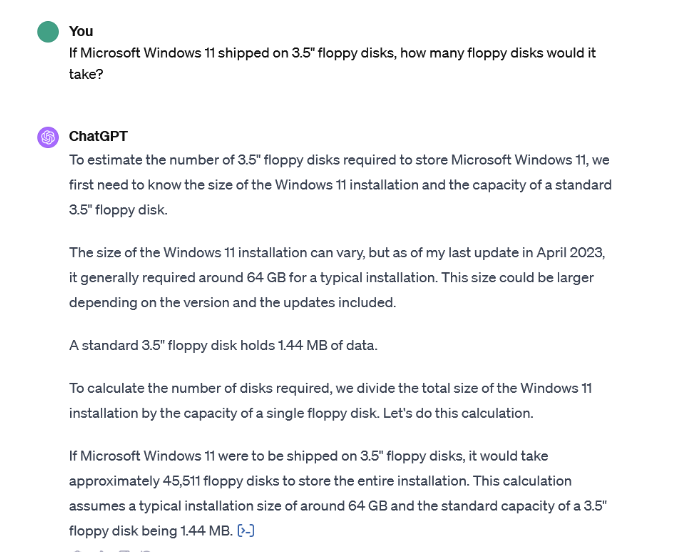 You
If Microsoft Windows 11 shipped on 3.5" floppy disks, how many floppy disks would it
take?
ChatGPT
To estimate the number of 3.5" floppy disks required to store Microsoft Windows 11, we
first need to know the size of the Windows 11 installation and the capacity of a standard
3.5" floppy disk.
The size of the Windows 11 installation can vary, but as of my last update in April 2023,
it generally required around 64 GB for a typical installation. This size could be larger
depending on the version and the updates included.
A standard 3.5" floppy disk holds 1.44 MB of data.
To calculate the number of disks required, we divide the total size of the Windows 11
installation by the capacity of a single floppy disk. Let's do this calculation.
If Microsoft Windows 11 were to be shipped on 3.5" floppy disks, it would take
approximately 45,511 floppy disks to store the entire installation. This calculation
assumes a typical installation size of around 64 GB and the standard capacity of a 3.5"
floppy disk being 1.44 MB. [>-]